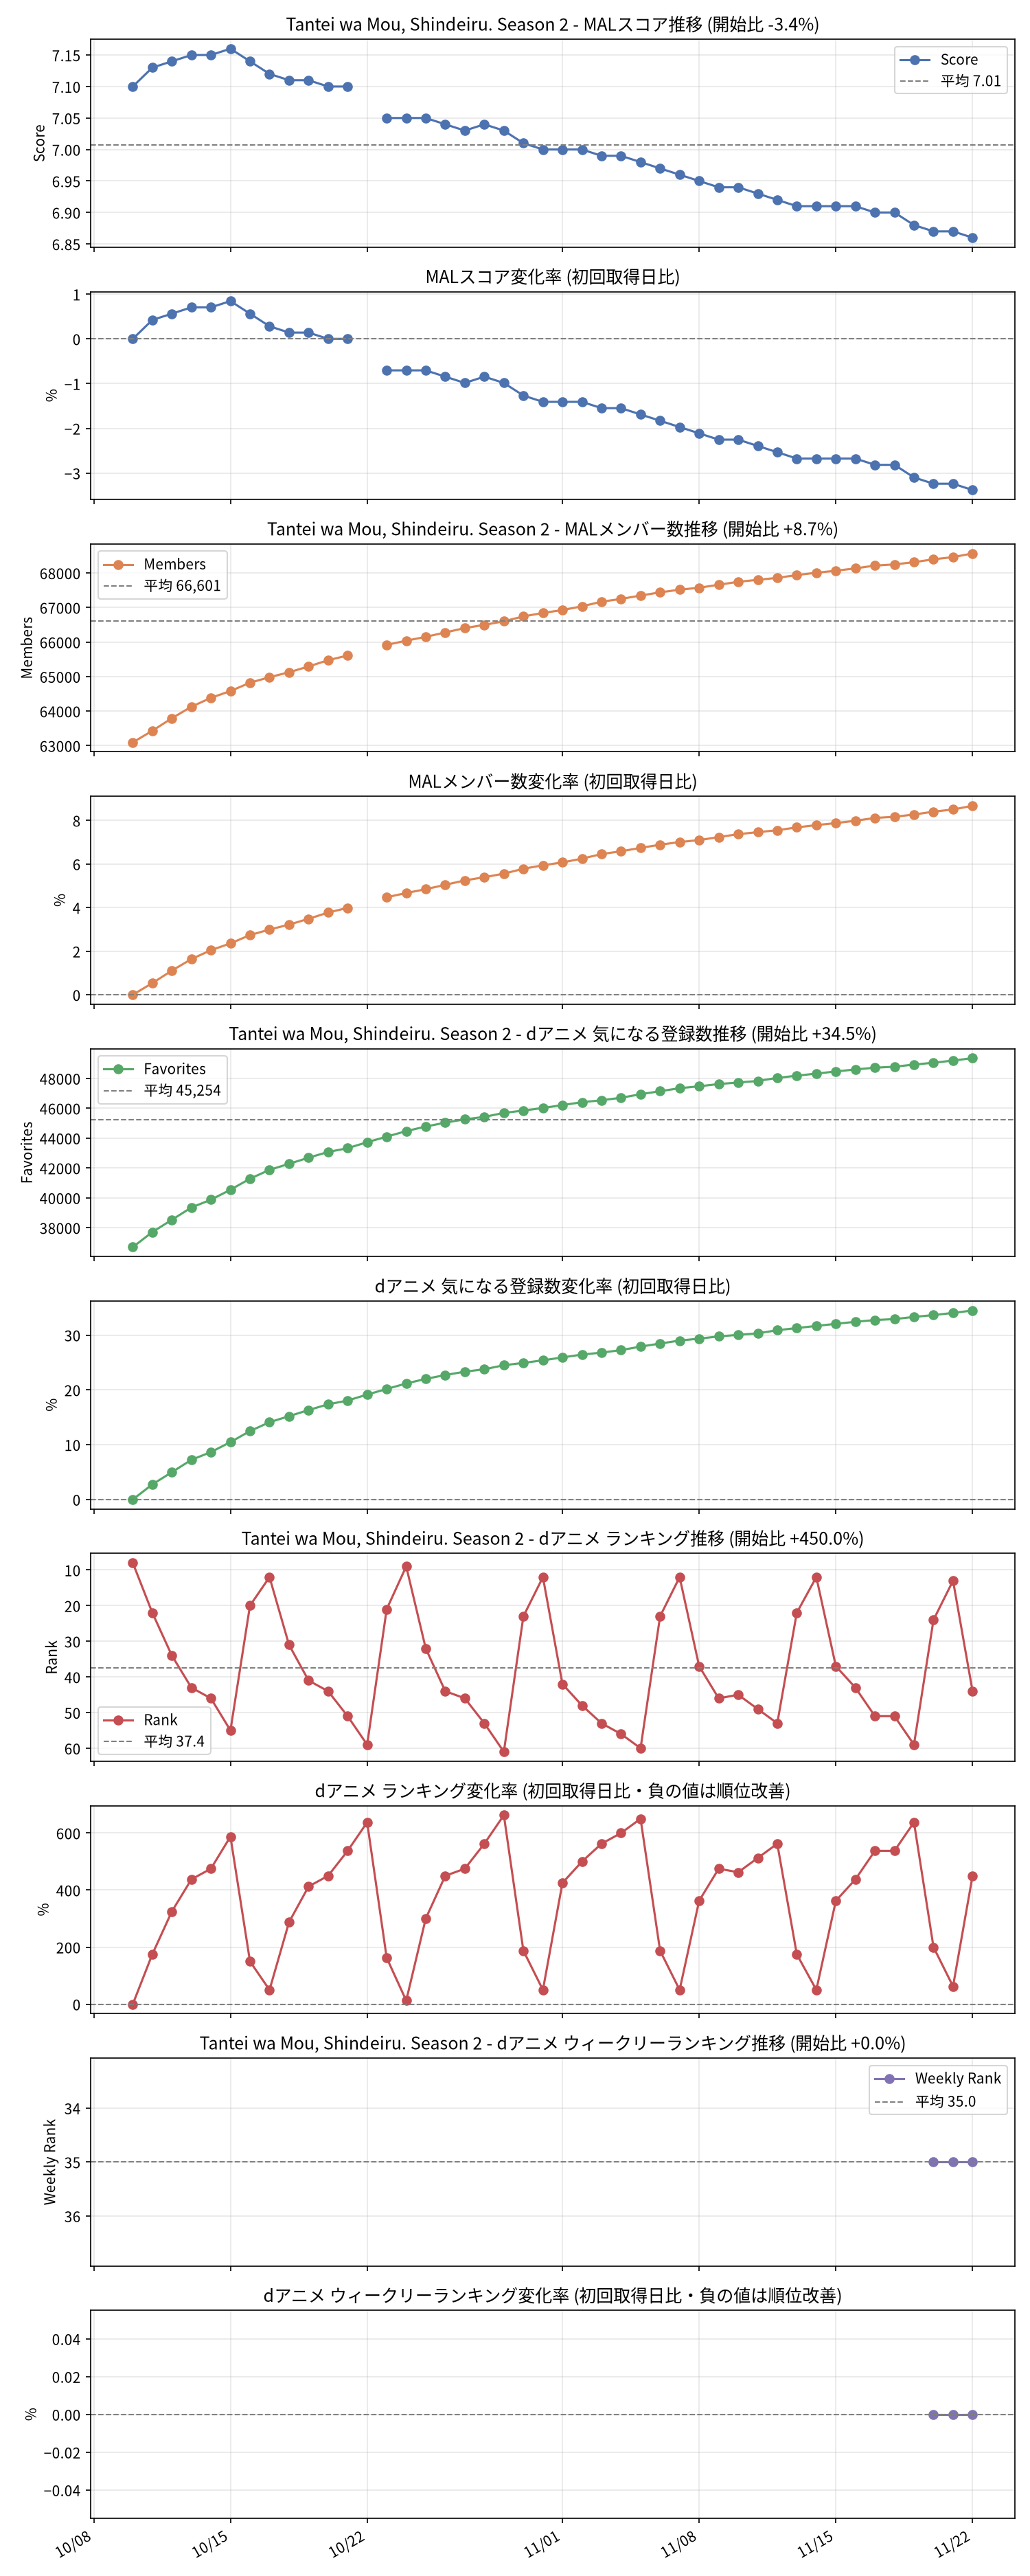 Tantei wa Mou, Shindeiru. Season 2 - MALスコア推移 (開始比 -3.4%)
7.15
7.10
7.05
7.00
6.95
6.90
6.85
Score
Score
平均 7.01
MALスコア変化率 (初回取得日比)
1
0
−1
−2
−3
%
Tantei wa Mou, Shindeiru. Season 2 - MALメンバー数推移 (開始比 +8.7%)
68000
67000
66000
65000
64000
63000
Members
Members
平均 66,601
MALメンバー数変化率 (初回取得日比)
8
6
4
2
0
%
Tantei wa Mou, Shindeiru. Season 2 - dアニメ 気になる登録数推移 (開始比 +34.5%)
48000
46000
44000
42000
40000
38000
Favorites
Favorites
平均 45,254
dアニメ 気になる登録数変化率 (初回取得日比)
30
20
10
0
%
Tantei wa Mou, Shindeiru. Season 2 - dアニメ ランキング推移 (開始比 +450.0%)
10
20
30
40
50
60
Rank
Rank
平均 37.4
dアニメ ランキング変化率 (初回取得日比・負の値は順位改善)
600
400
200
0
%
Tantei wa Mou, Shindeiru. Season 2 - dアニメ ウィークリーランキング推移 (開始比 +0.0%)
34
35
36
Weekly Rank
Weekly Rank
平均 35.0
dアニメ ウィークリーランキング変化率 (初回取得日比・負の値は順位改善)
0.04
0.02
0.00
−0.02
−0.04
%
10/08
10/15
10/22
11/01
11/08
11/15
11/22